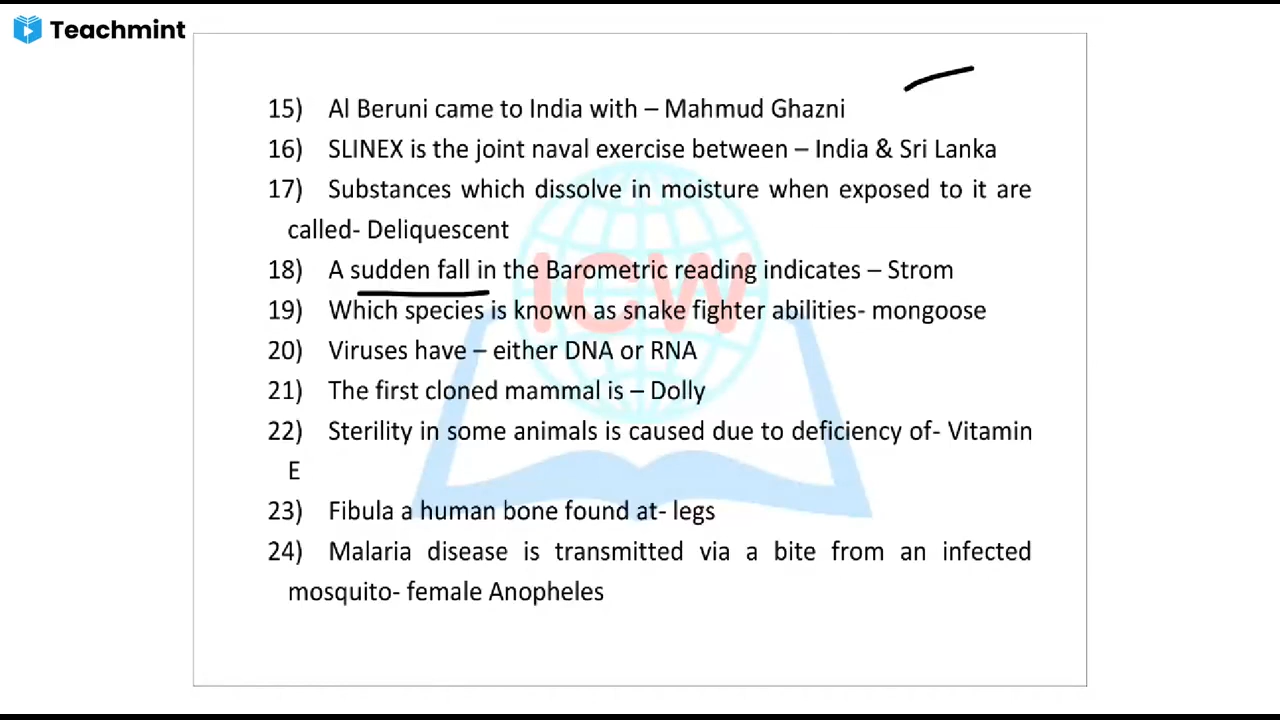 Teachmint
15) Al Beruni came to India with – Mahmud Ghazni
16) SLINEX is the joint naval exercise between – India & Sri Lanka
17) Substances which dissolve in moisture when exposed to it are
called- Deliquescent
18) A sudden fall in the Barometric reading indicates – Strom
19) Which species is known as snake fighter abilities- mongoose
20) Viruses have – either DNA or RNA
21) The first cloned mammal is – Dolly
22) Sterility in some animals is caused due to deficiency of- Vitamin
E
23) Fibula a human bone found at- legs
24) Malaria disease is transmitted via a bite from an infected
mosquito- female Anopheles
ICW